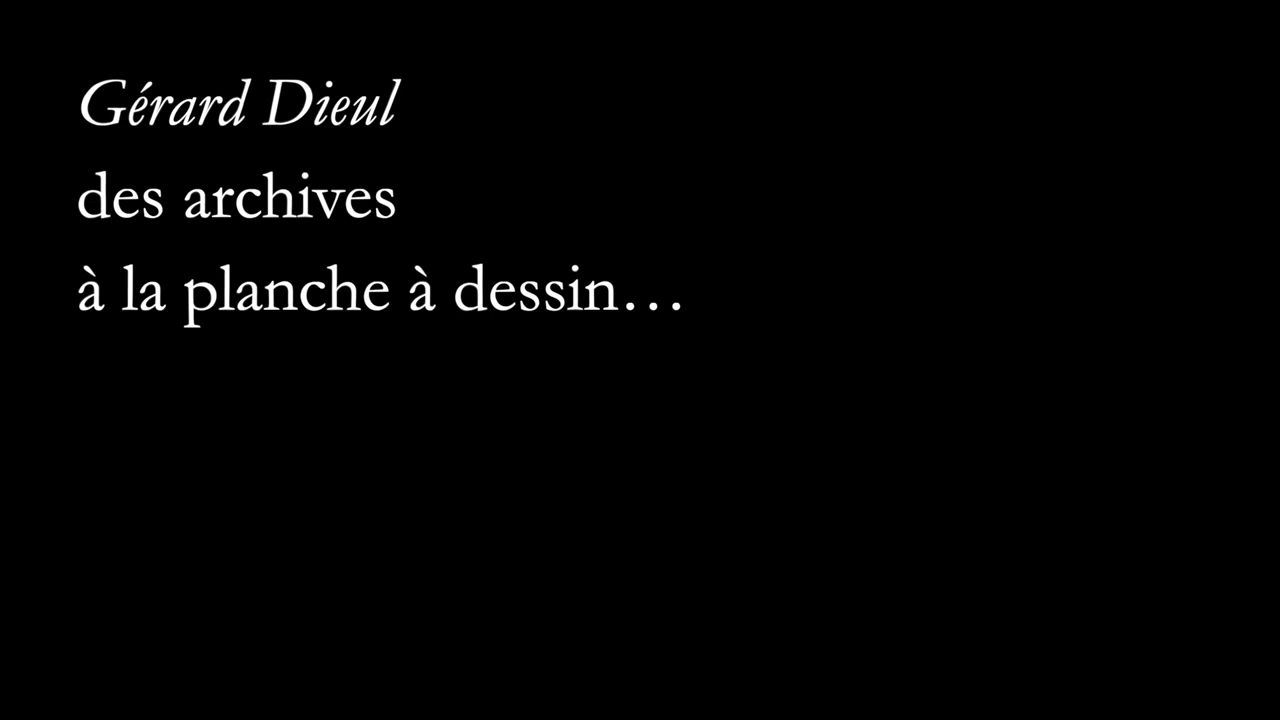 Gérard Dieul
des archives
à la planche à dessin…